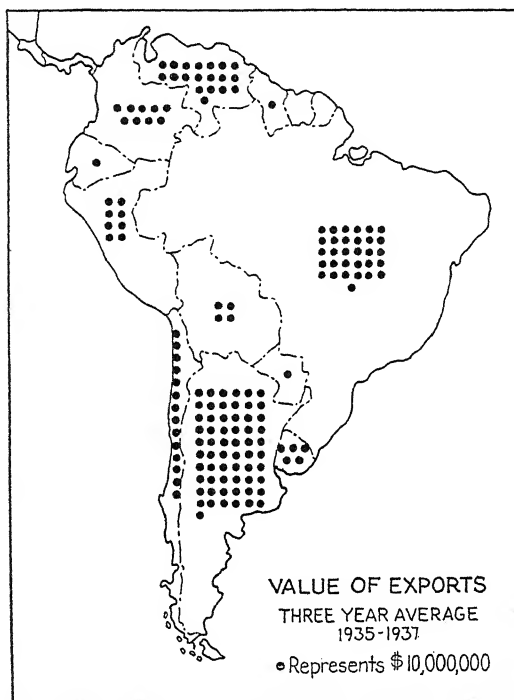 VALUE OF EXPORTS
THREE YEAR AVERAGE
1935-1937
Represents $10,000,000